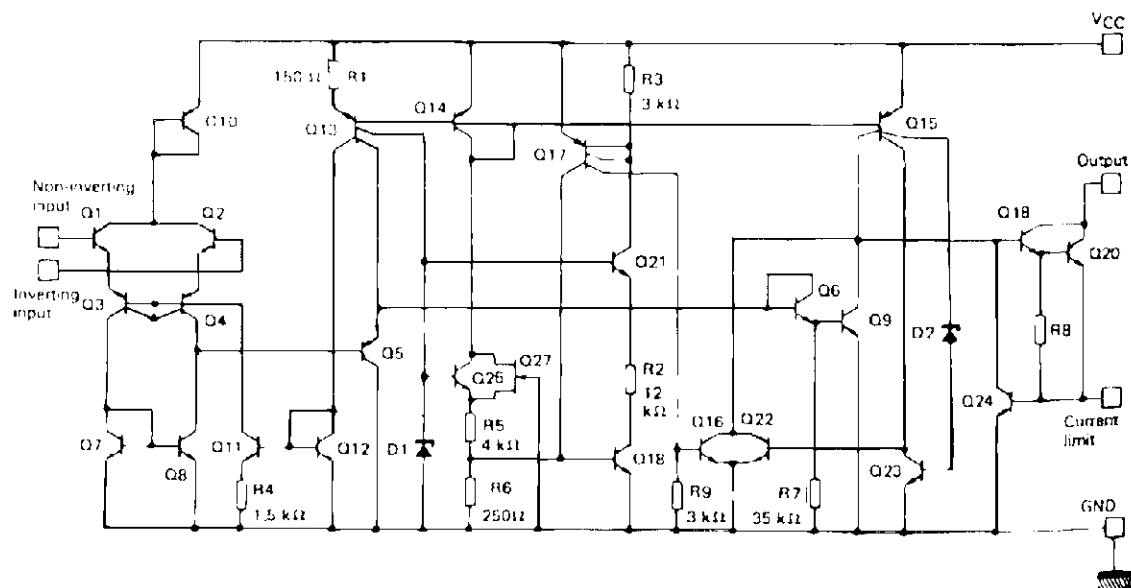 VCC
150 Ω R1
R3
3 kΩ
Q10
Q13
Q14
Q17
Q15
Output
Non-inverting
input
Q1
Q2
Q18
Q20
Q21
Inverting
input
Q3
Q4
Q6
Q9
D2
R8
Q5
Q26
Q27
R2
12
kΩ
Q24
Current
limit
Q7
Q8
Q11
Q12
D1
R5
4 kΩ
Q18
Q16
Q22
Q23
R4
1,5 kΩ
R6
250Ω
R9
3 kΩ
R7
35 kΩ
GND